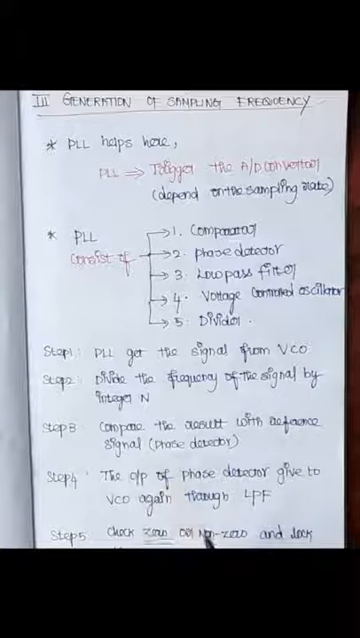 III GENERATION OF SAMPLING FREQUENCY
* PLL helps here,
PLL ⇒ Trigger the A/D convertor
(depend on the sampling rate)
* PLL
consist of
→ 1. Comparator
→ 2. phase detector
→ 3. Low pass filter
→ 4. Voltage controlled oscillator
→ 5. Divider.
Step1: PLL get the signal from VCO
Step2: Divide the frequency of the signal by
integer N
Step3: Compare the result with reference
signal (phase detector)
Step4: The o/p of phase detector give to
VCO again through LPF
Step5 Check zero or Non-zero and lock